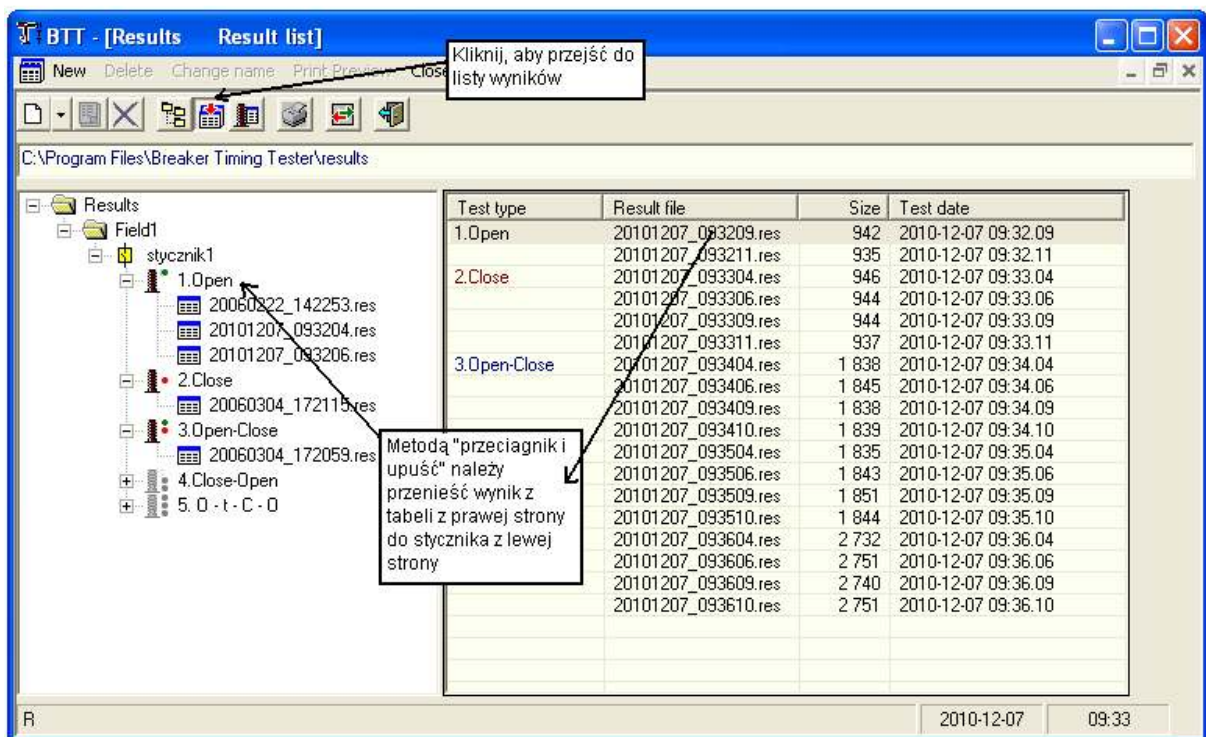 BTT - [Results Result list]
Kliknij, aby przejść do
listy wyników
New Delete Change name Print Preview Close
C:\Program Files\Breaker Timing Tester\results
Results
Field1
stycznik1
1.Open
20060222_142253.res
20101207_093204.res
20101207_093206.res
2.Close
20060304_172115.res
3.Open-Close
20060304_172059.res
4.Close-Open
5. O - t - C - O
Metodą "przeciagnik i
upuść" należy
przenieść wynik z
tabeli z prawej strony
do stycznika z lewej
strony
Test type Result file Size Test date
1.Open 20101207_093209.res 942 2010-12-07 09:32.09
20101207_093211.res 935 2010-12-07 09:32.11
2.Close 20101207_093304.res 946 2010-12-07 09:33.04
20101207_093306.res 944 2010-12-07 09:33.06
20101207_093309.res 944 2010-12-07 09:33.09
20101207_093311.res 937 2010-12-07 09:33.11
3.Open-Close 20101207_093404.res 1 838 2010-12-07 09:34.04
20101207_093406.res 1 845 2010-12-07 09:34.06
20101207_093409.res 1 838 2010-12-07 09:34.09
20101207_093410.res 1 839 2010-12-07 09:34.10
20101207_093504.res 1 835 2010-12-07 09:35.04
20101207_093506.res 1 843 2010-12-07 09:35.06
20101207_093509.res 1 851 2010-12-07 09:35.09
20101207_093510.res 1 844 2010-12-07 09:35.10
20101207_093604.res 2 732 2010-12-07 09:36.04
20101207_093606.res 2 751 2010-12-07 09:36.06
20101207_093609.res 2 740 2010-12-07 09:36.09
20101207_093610.res 2 751 2010-12-07 09:36.10
R 2010-12-07 09:33